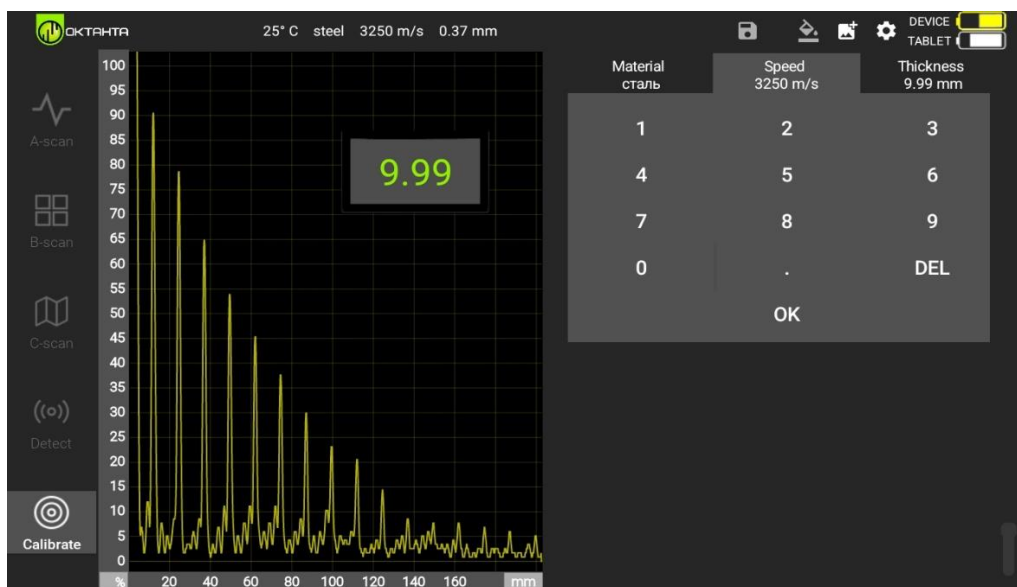 ОКТАНТА
25° C steel 3250 m/s 0.37 mm
DEVICE
TABLET
A-scan
B-scan
C-scan
Detect
Calibrate
100
95
90
85
80
75
70
65
60
55
50
45
40
35
30
25
20
15
10
5
0
% 20 40 60 80 100 120 140 160 mm
9.99
Material Speed Thickness
сталь 3250 m/s 9.99 mm
1 2 3
4 5 6
7 8 9
0 . DEL
OK